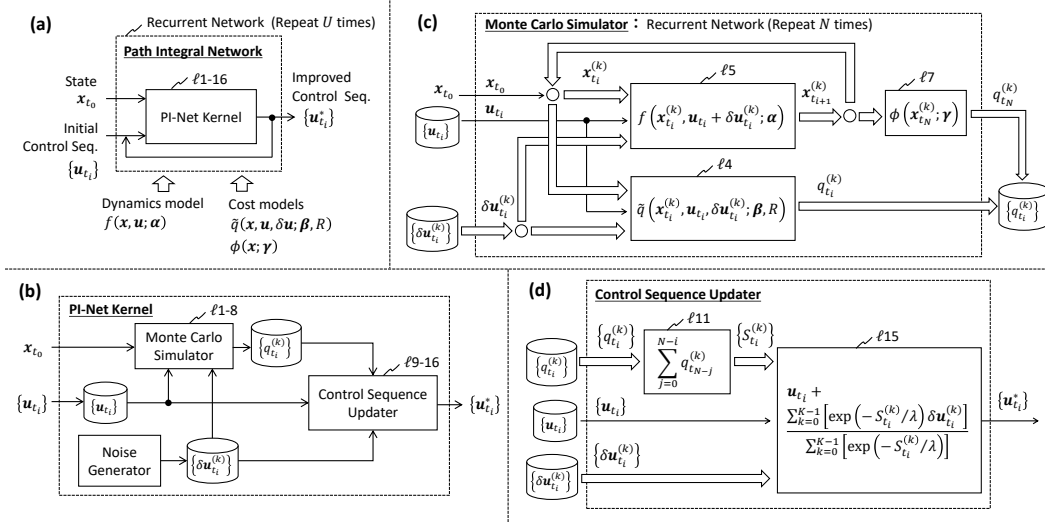 (a)
Recurrent Network (Repeat U times)
Path Integral Network
State
x_{t_0}
ℓ1-16
PI-Net Kernel
Improved
Control Seq.
{u*_{t_i}}
Initial
Control Seq.
{u_{t_i}}
Dynamics model
f(x, u; α)
Cost models
q̃(x, u, δu; β, R)
ϕ(x; γ)
(b)
PI-Net Kernel
ℓ1-8
x_{t_0}
Monte Carlo
Simulator
{q_{t_i}^{(k)}}
ℓ9-16
{u_{t_i}}
{u_{t_i}}
Control Sequence
Updater
{u*_{t_i}}
Noise
Generator
{δu_{t_i}^{(k)}}
(c)
Monte Carlo Simulator : Recurrent Network (Repeat N times)
x_{t_i}^{(k)}
ℓ5
x_{t_{i+1}}^{(k)}
ℓ7
q_{t_N}^{(k)}
x_{t_0}
x_{t_0}
u_{t_i}
{u_{t_i}}
f(x_{t_i}^{(k)}, u_{t_i} + δu_{t_i}^{(k)}; α)
ϕ(x_{t_N}^{(k)}; γ)
ℓ4
δu_{t_i}^{(k)}
{δu_{t_i}^{(k)}}
q̃(x_{t_i}^{(k)}, u_{t_i}, δu_{t_i}^{(k)}; β, R)
q_{t_i}^{(k)}
{q_{t_i}^{(k)}}
(d)
Control Sequence Updater
{q_{t_i}^{(k)}}
{q_{t_i}^{(k)}}
ℓ11
∑_{j=0}^{N-i} q_{t_{N-j}}^{(k)}
{S_{t_i}^{(k)}}
ℓ15
{u_{t_i}}
{u_{t_i}}
{δu_{t_i}^{(k)}}
{δu_{t_i}^{(k)}}
u_{t_i} +
∑_{k=0}^{K-1} [exp(−S_{t_i}^{(k)}/λ) δu_{t_i}^{(k)}]
∑_{k=0}^{K-1} [exp(−S_{t_i}^{(k)}/λ)]
{u*_{t_i}}